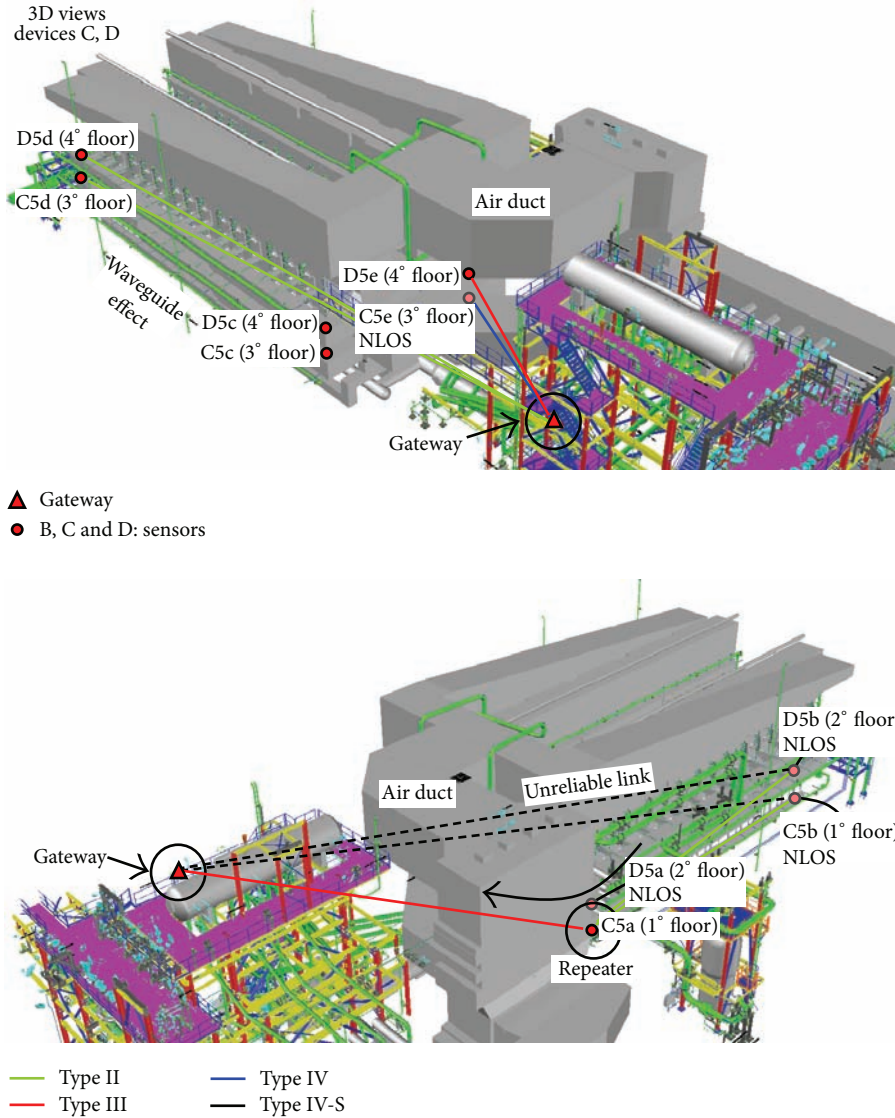 3D views
devices C, D
D5d (4° floor)
C5d (3° floor)
Air duct
D5e (4° floor)
C5e (3° floor)
NLOS
Waveguide
effect
D5c (4° floor)
C5c (3° floor)
Gateway
Gateway
B, C and D: sensors
D5b (2° floor)
NLOS
Unreliable link
Air duct
C5b (1° floor)
NLOS
Gateway
D5a (2° floor)
NLOS
C5a (1° floor)
Repeater
Type II
Type IV
Type III
Type IV-S